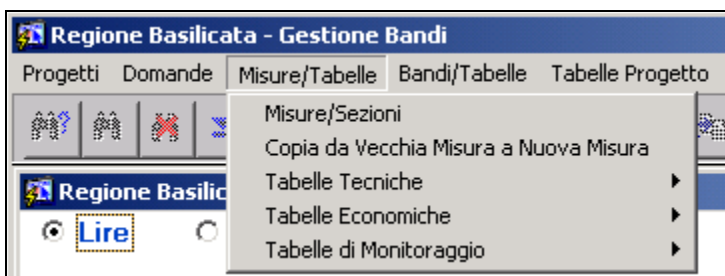 Regione Basilicata - Gestione Bandi
Progetti Domande Misure/Tabelle Bandi/Tabelle Tabelle Progetto
Misure/Sezioni
Copia da Vecchia Misura a Nuova Misura
Tabelle Tecniche
Tabelle Economiche
Tabelle di Monitoraggio
Regione Basilic
Lire